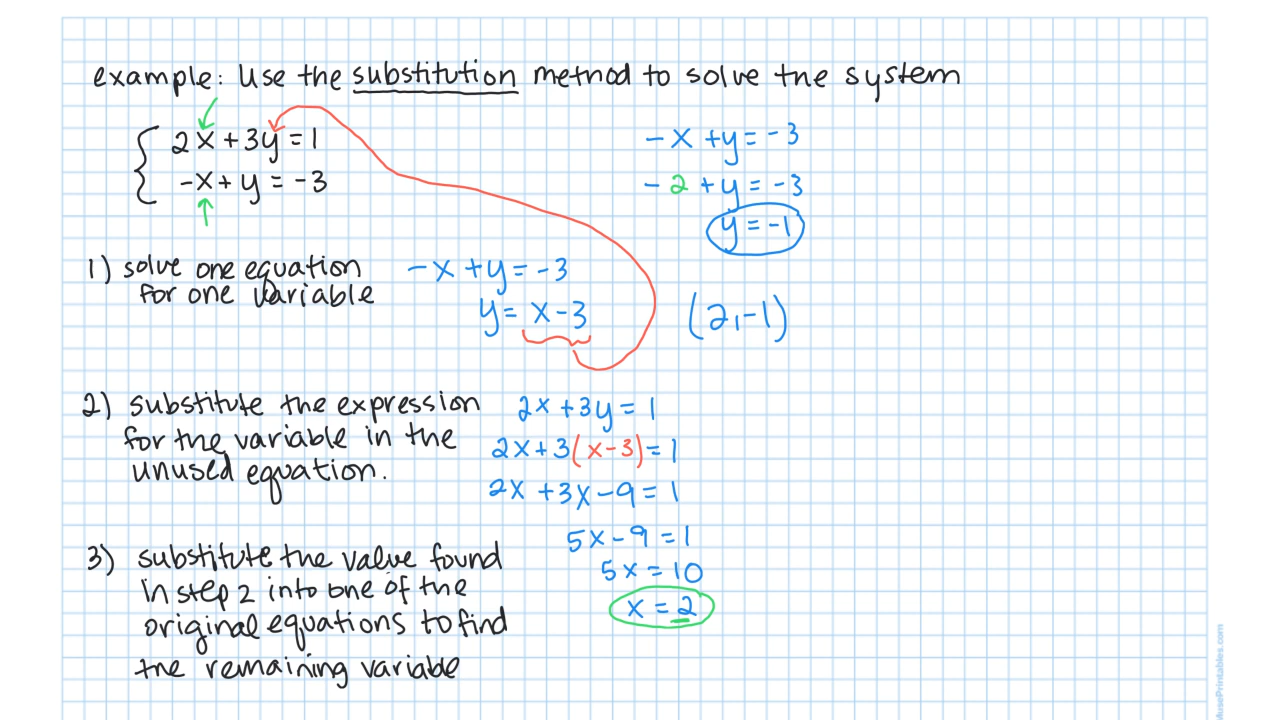 example: Use the substitution method to solve the system
2x + 3y = 1
-x + y = -3
-x + y = -3
-2 + y = -3
y = -1
1) solve one equation
for one variable
-x + y = -3
y = x - 3
(2, -1)
2) substitute the expression
for the variable in the
unused equation.
2x + 3y = 1
2x + 3(x - 3) = 1
2x + 3x - 9 = 1
5x - 9 = 1
5x = 10
x = 2
3) substitute the value found
in step 2 into one of the
original equations to find
the remaining variable
MusePrintables.com